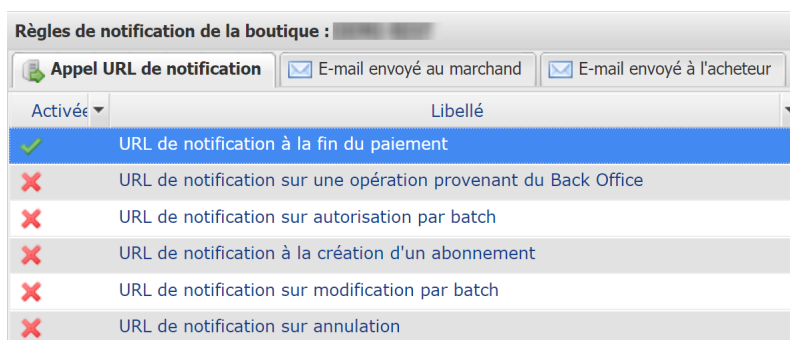 Règles de notification de la boutique :
Appel URL de notification E-mail envoyé au marchand E-mail envoyé à l'acheteur
Activée Libellé
URL de notification à la fin du paiement
URL de notification sur une opération provenant du Back Office
URL de notification sur autorisation par batch
URL de notification à la création d'un abonnement
URL de notification sur modification par batch
URL de notification sur annulation